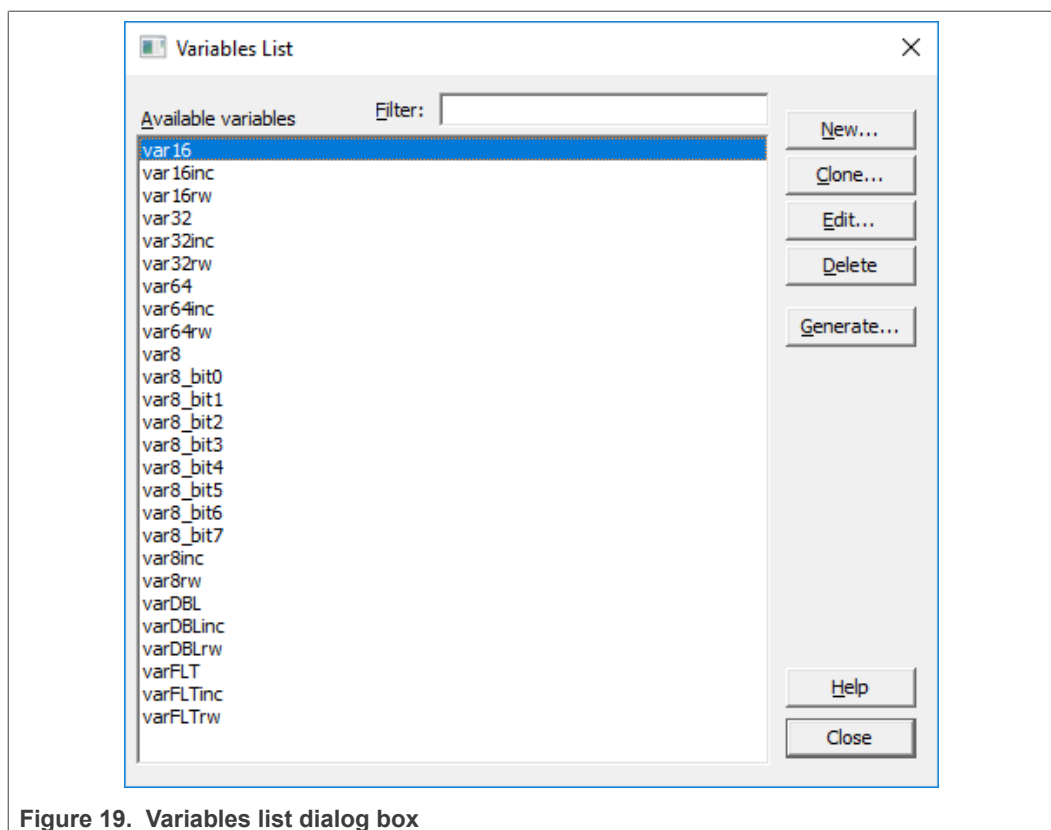 Variables List
Available variables
Filter:
var16
var16inc
var16rw
var32
var32inc
var32rw
var64
var64inc
var64rw
var8
var8_bit0
var8_bit1
var8_bit2
var8_bit3
var8_bit4
var8_bit5
var8_bit6
var8_bit7
var8inc
var8rw
varDBL
varDBLinc
varDBLrw
varFLT
varFLTinc
varFLTrw
New...
Clone...
Edit...
Delete
Generate...
Help
Close
Figure 19. Variables list dialog box